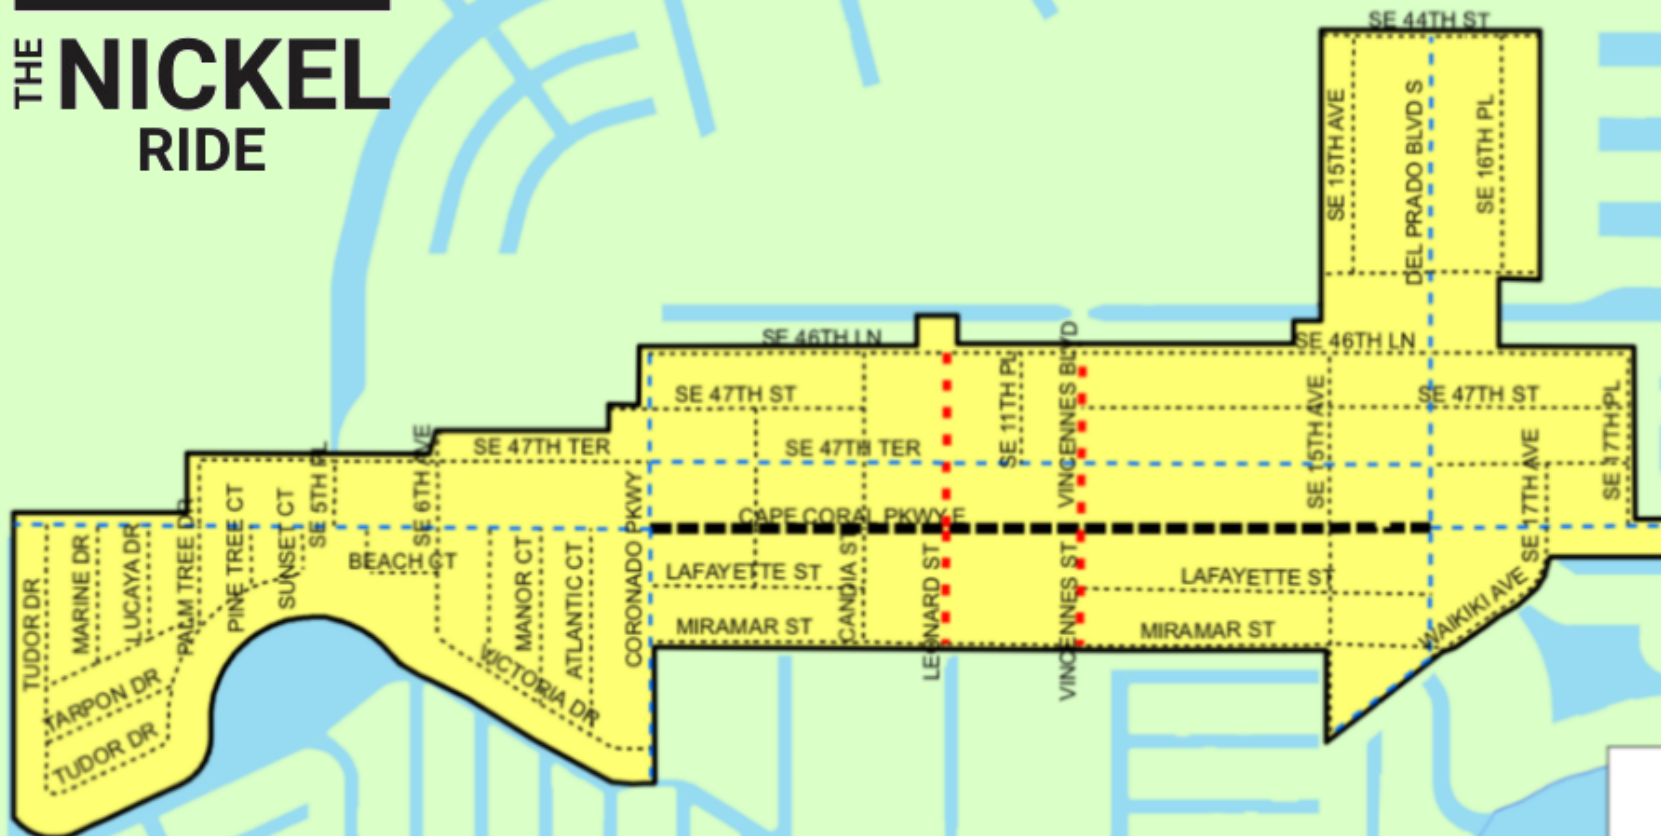 THE
NICKEL
RIDE
SE 44TH ST
SE 15TH AVE
DEL PRADO BLVD S
SE 16TH PL
SE 46TH LN
SE 46TH LN
SE 47TH ST
SE 11TH PL
VINCENNES BLVD
SE 15TH AVE
SE 47TH ST
SE 17TH PL
SE 47TH TER
SE 47TH TER
SE 5TH PL
SE 6TH AVE
SE 17TH AVE
CAPE CORAL PKWY E
TUDOR DR
MARINE DR
LUCAYA DR
PALM TREE DR
PINE TREE CT
SUNSET CT
BEACH CT
MANOR CT
ATLANTIC CT
CORONADO PKWY
LAFAYETTE ST
CANDIA ST
LEONARD ST
VINCENNES ST
LAFAYETTE ST
WAIKIKI AVE
MIRAMAR ST
MIRAMAR ST
VICTORIA DR
TARPON DR
TUDOR DR